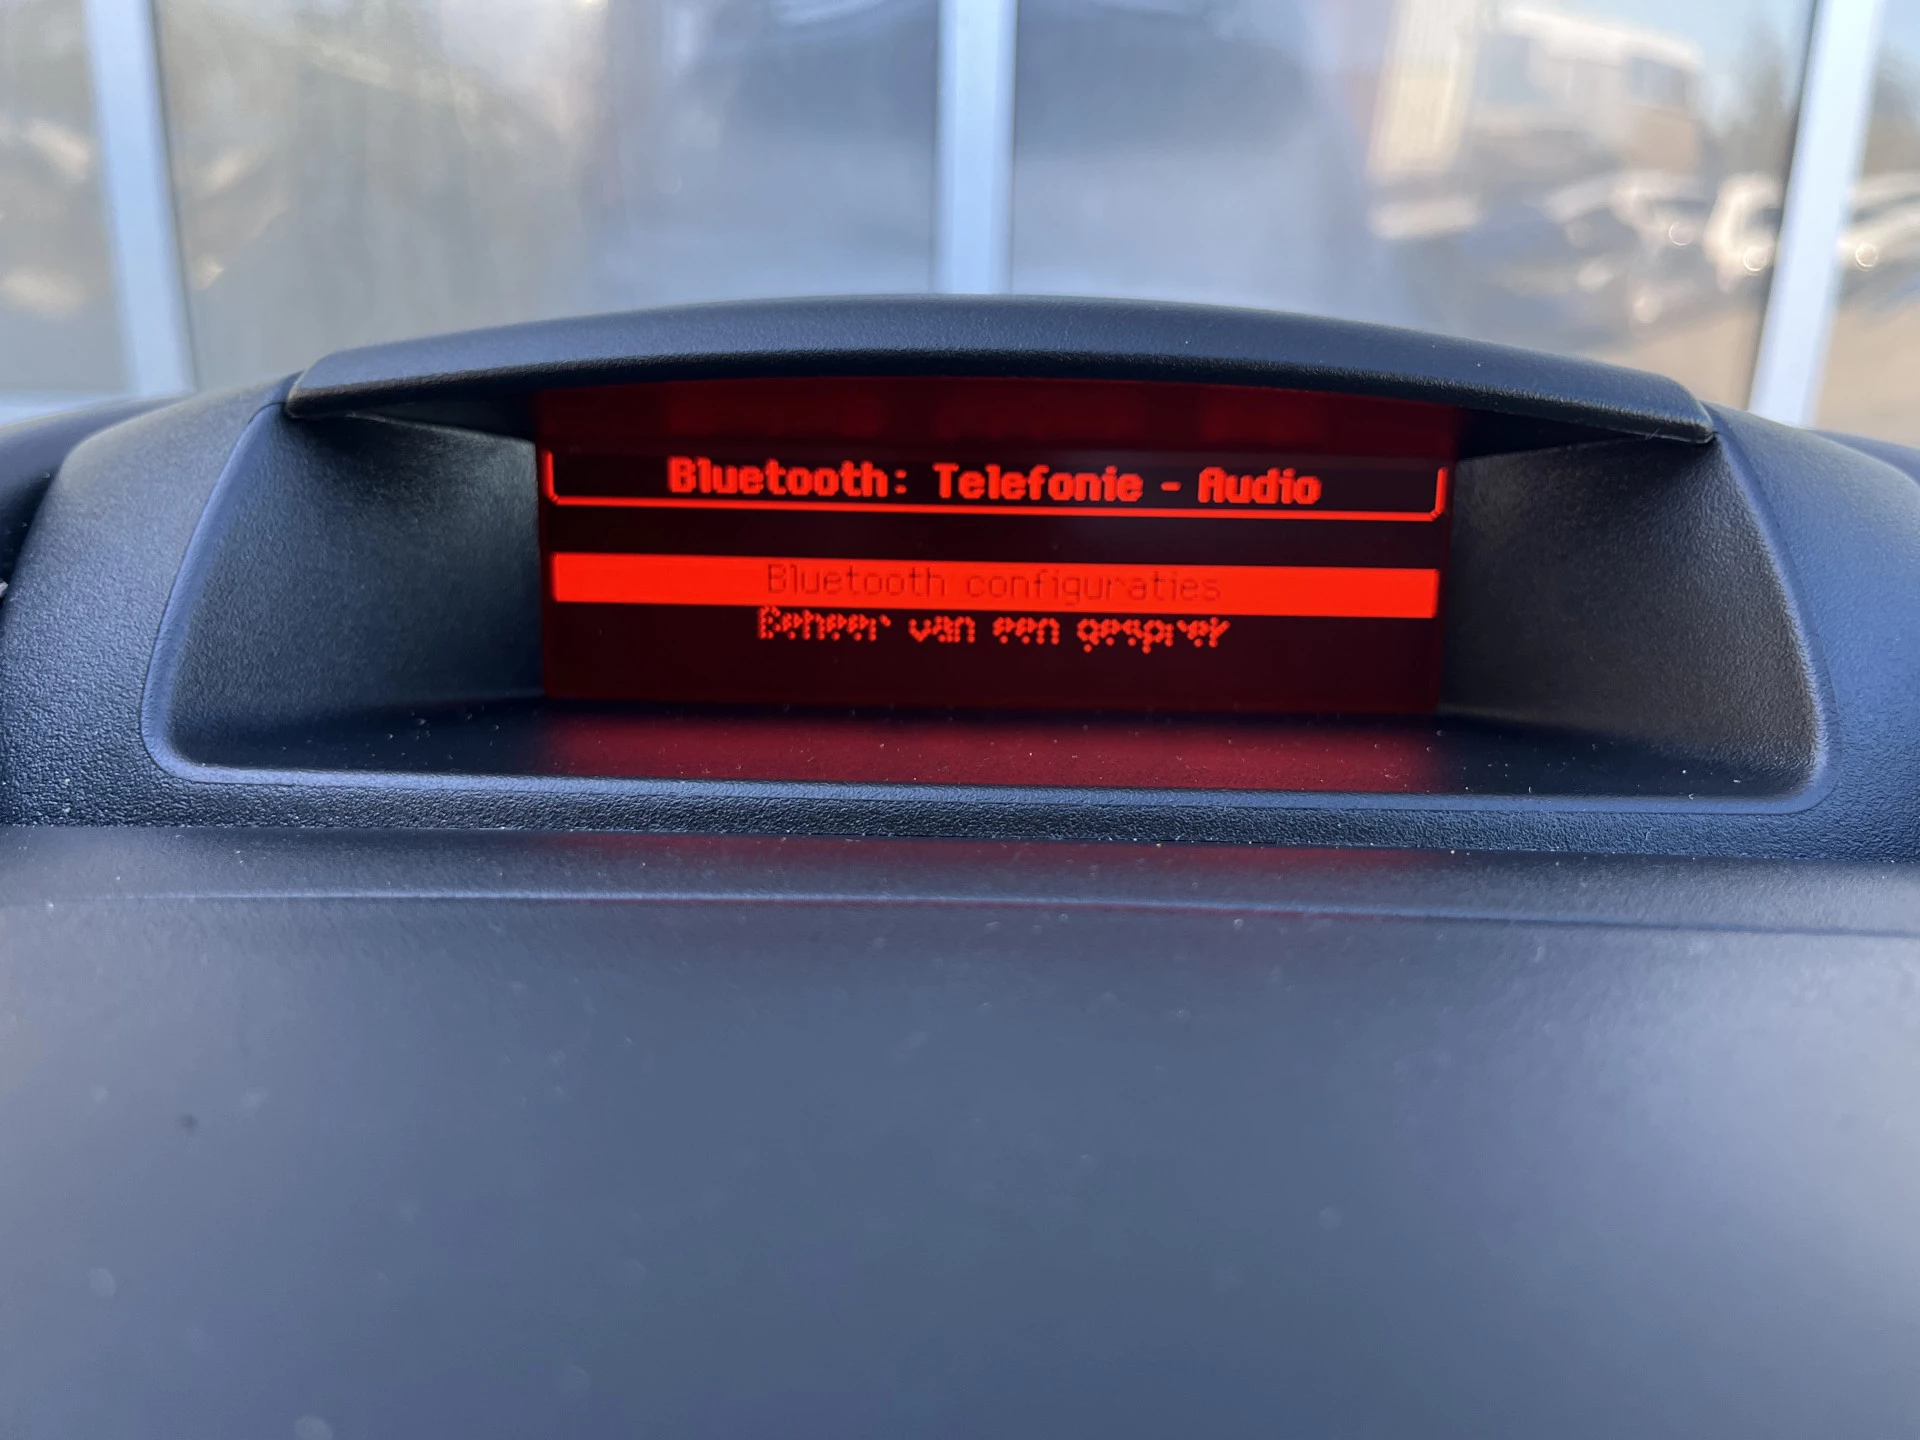 Bluetooth: Telefonie - Audio
Bluetooth configuraties
Beheer van een gesprek